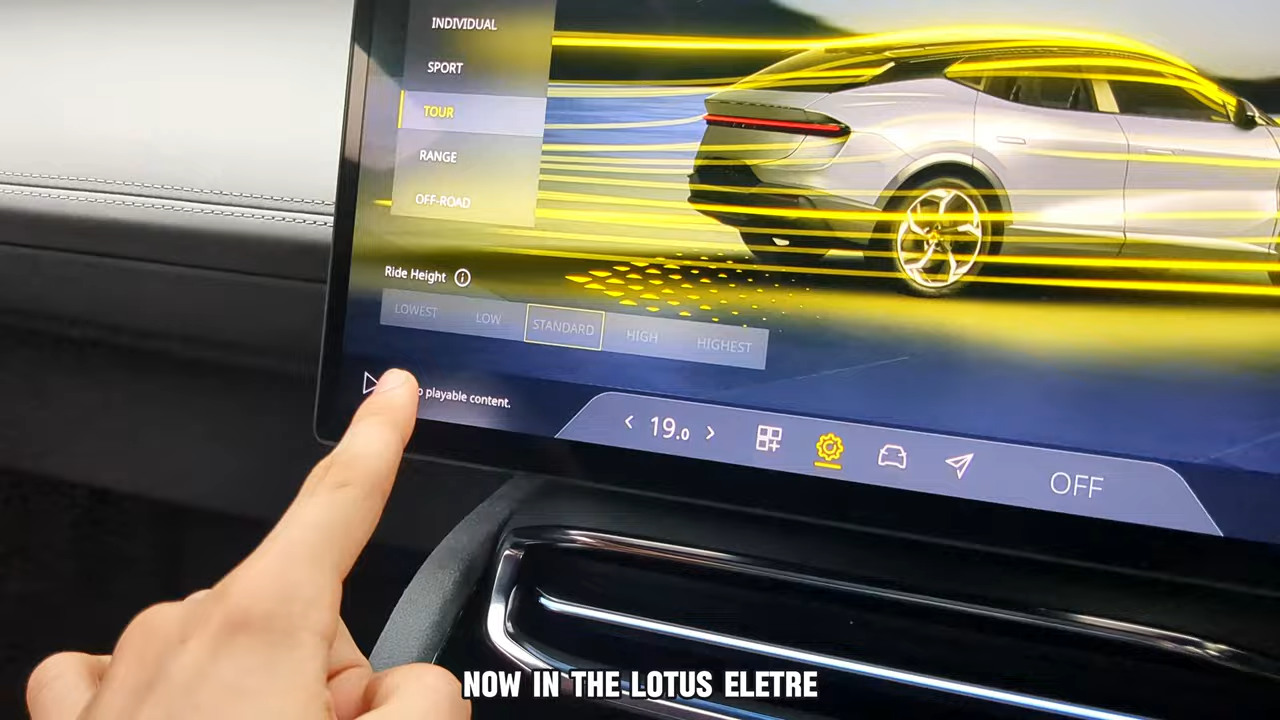 INDIVIDUAL
SPORT
TOUR
RANGE
OFF-ROAD
Ride Height
LOWEST LOW STANDARD HIGH HIGHEST
playable content.
19.0
OFF
NOW IN THE LOTUS ELETRE